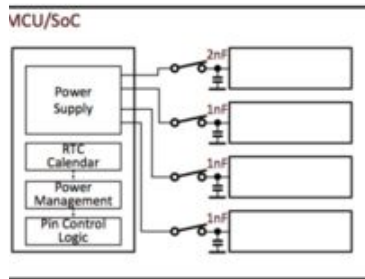 MCU/SoC
2nF
Power
Supply
1nF
RTC
Calendar
1nF
Power
Management
Pin Control
Logic
1nF